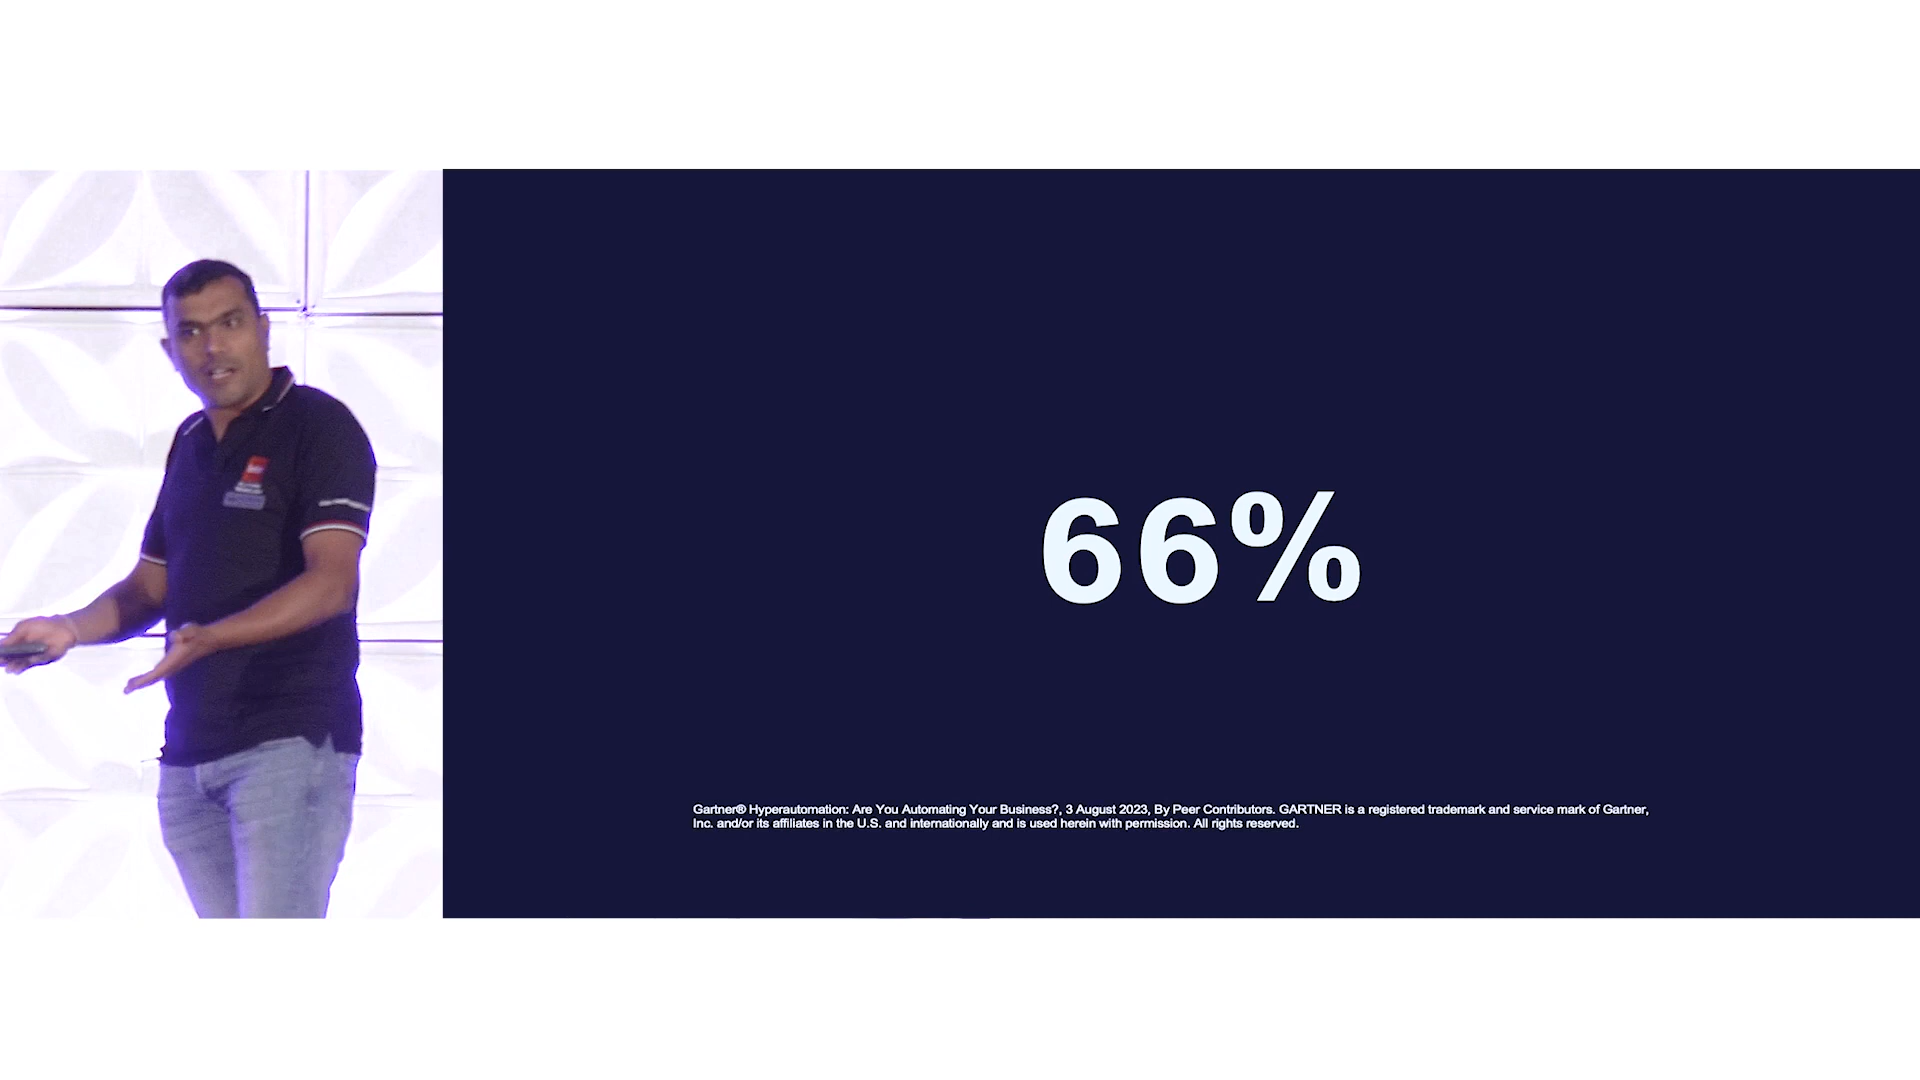 66%
Gartner® Hyperautomation: Are You Automating Your Business?, 3 August 2023, By Peer Contributors. GARTNER is a registered trademark and service mark of Gartner,
Inc. and/or its affiliates in the U.S. and internationally and is used herein with permission. All rights reserved.